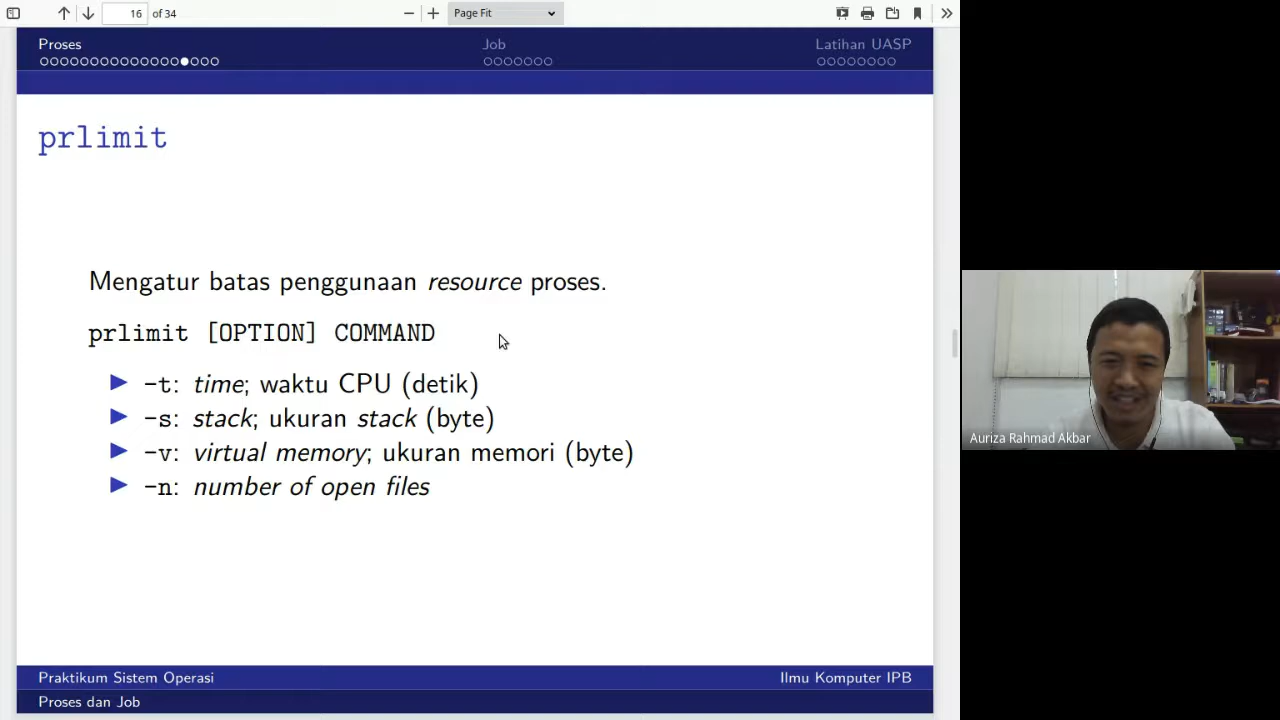 16 of 34
Page Fit
Proses
Job
Latihan UASP
prlimit
Mengatur batas penggunaan resource proses.
prlimit [OPTION] COMMAND
-t: time; waktu CPU (detik)
-s: stack; ukuran stack (byte)
-v: virtual memory; ukuran memori (byte)
-n: number of open files
Auriza Rahmad Akbar
Praktikum Sistem Operasi
Ilmu Komputer IPB
Proses dan Job